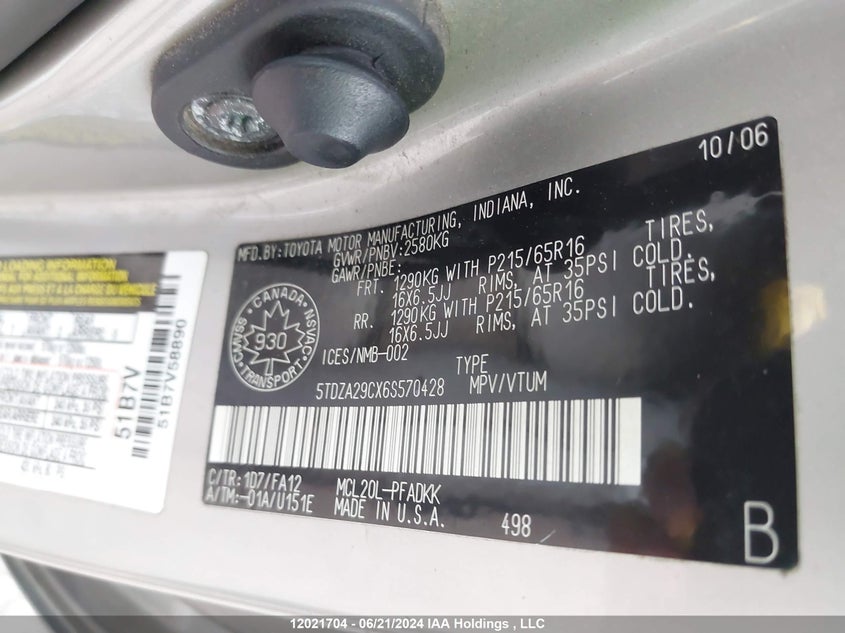 10/06
MFD.BY:TOYOTA MOTOR MANUFACTURING, INDIANA, INC.
GVWR/PNBV:2580KG
GAWR/PNBE:
FRT. 1290KG WITH P215/65R16 TIRES,
16X6.5JJ RIMS, AT 35PSI COLD.
RR. 1290KG WITH P215/65R16 TIRES,
16X6.5JJ RIMS, AT 35PSI COLD.
ICES/NMB-002
CANADA
CMVSS
NSVAC
930
TRANSPORT
TYPE
5TDZA29CX6S570428 MPV/VTUM
C/TR:1D7/FA12 MCL20L-PFADKK
A/TM:-01A/U151E MADE IN U.S.A.
498
B
51B7V
51B7V58890
12021704 - 06/21/2024 IAA Holdings , LLC